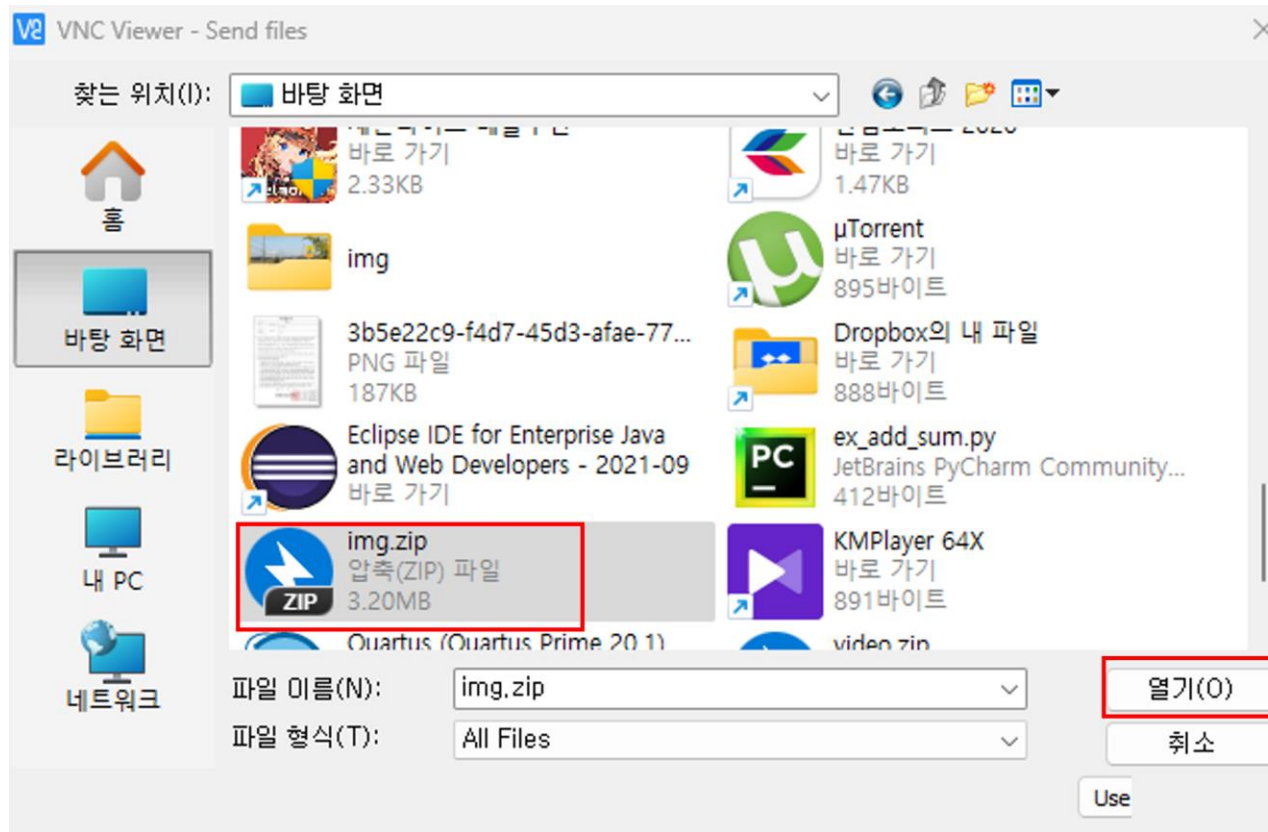 VNC Viewer - Send files
찾는 위치(I):
바탕 화면
홈
바탕 화면
라이브러리
내 PC
네트워크
바로 가기
2.33KB
img
3b5e22c9-f4d7-45d3-afae-77...
PNG 파일
187KB
Eclipse IDE for Enterprise Java
and Web Developers - 2021-09
바로 가기
img.zip
압축(ZIP) 파일
3.20MB
ZIP
Quartus (Quartus Prime 20.1)
바로 가기
1.47KB
µTorrent
바로 가기
895바이트
Dropbox의 내 파일
바로 가기
888바이트
PC
ex_add_sum.py
JetBrains PyCharm Community...
412바이트
KMPlayer 64X
바로 가기
891바이트
video.zip
파일 이름(N):
img.zip
열기(O)
파일 형식(T):
All Files
취소
Use